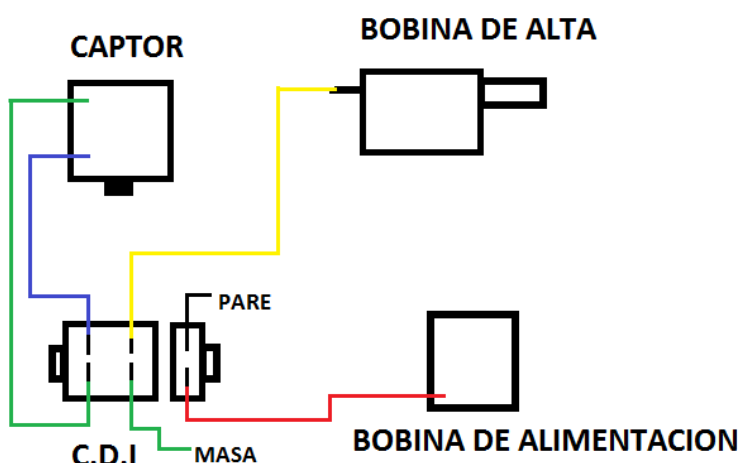 BOBINA DE ALTA
CAPTOR
PARE
BOBINA DE ALIMENTACION
C.D.I
MASA